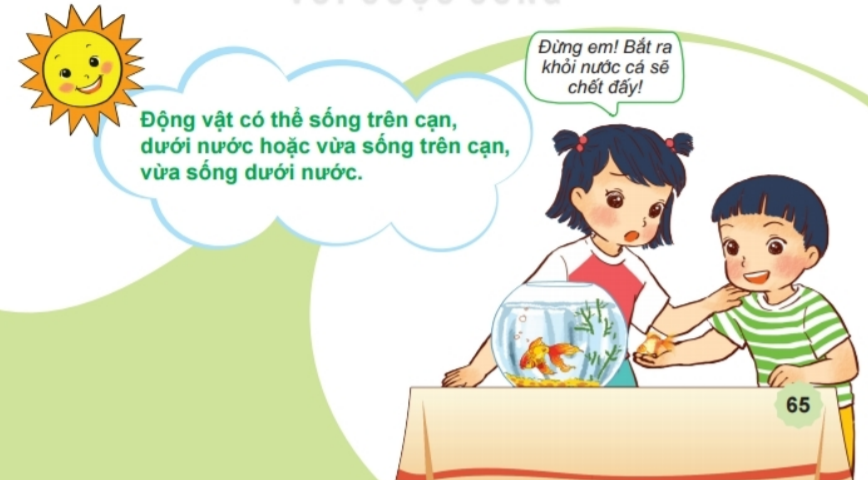 Đừng em! Bắt ra
khỏi nước cá sẽ
chết đấy!
Động vật có thể sống trên cạn,
dưới nước hoặc vừa sống trên cạn,
vừa sống dưới nước.
65